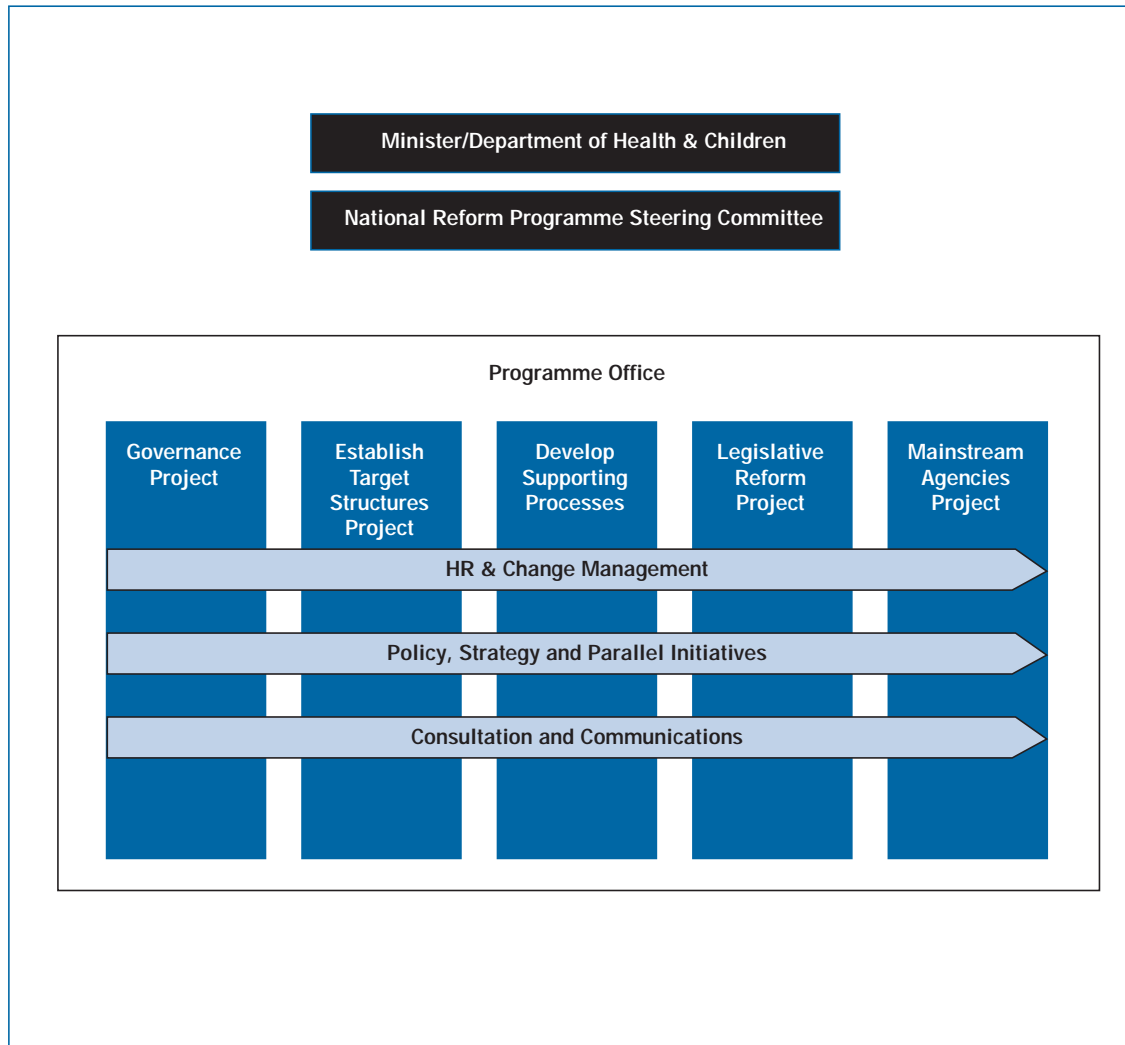 Minister/Department of Health & Children
National Reform Programme Steering Committee
Programme Office
Governance
Project
Establish
Target
Structures
Project
Develop
Supporting
Processes
Legislative
Reform
Project
Mainstream
Agencies
Project
HR & Change Management
Policy, Strategy and Parallel Initiatives
Consultation and Communications